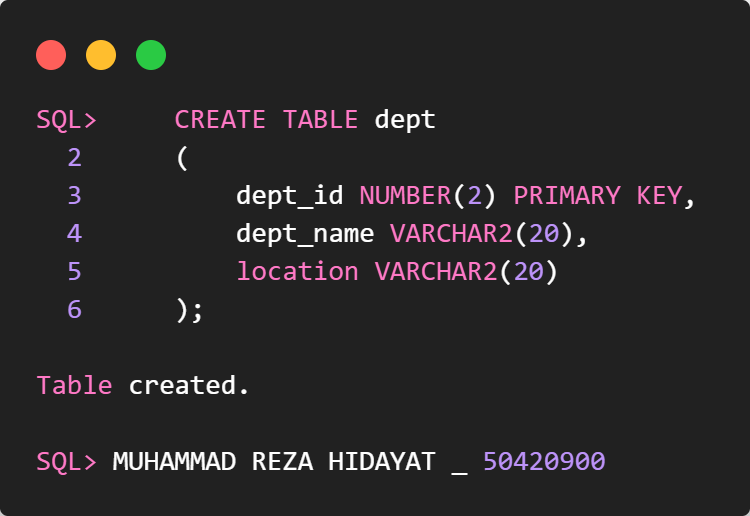 SQL>     CREATE TABLE dept
  2      (
  3          dept_id NUMBER(2) PRIMARY KEY,
  4          dept_name VARCHAR2(20),
  5          location VARCHAR2(20)
  6      );
Table created.
SQL> MUHAMMAD REZA HIDAYAT _ 50420900